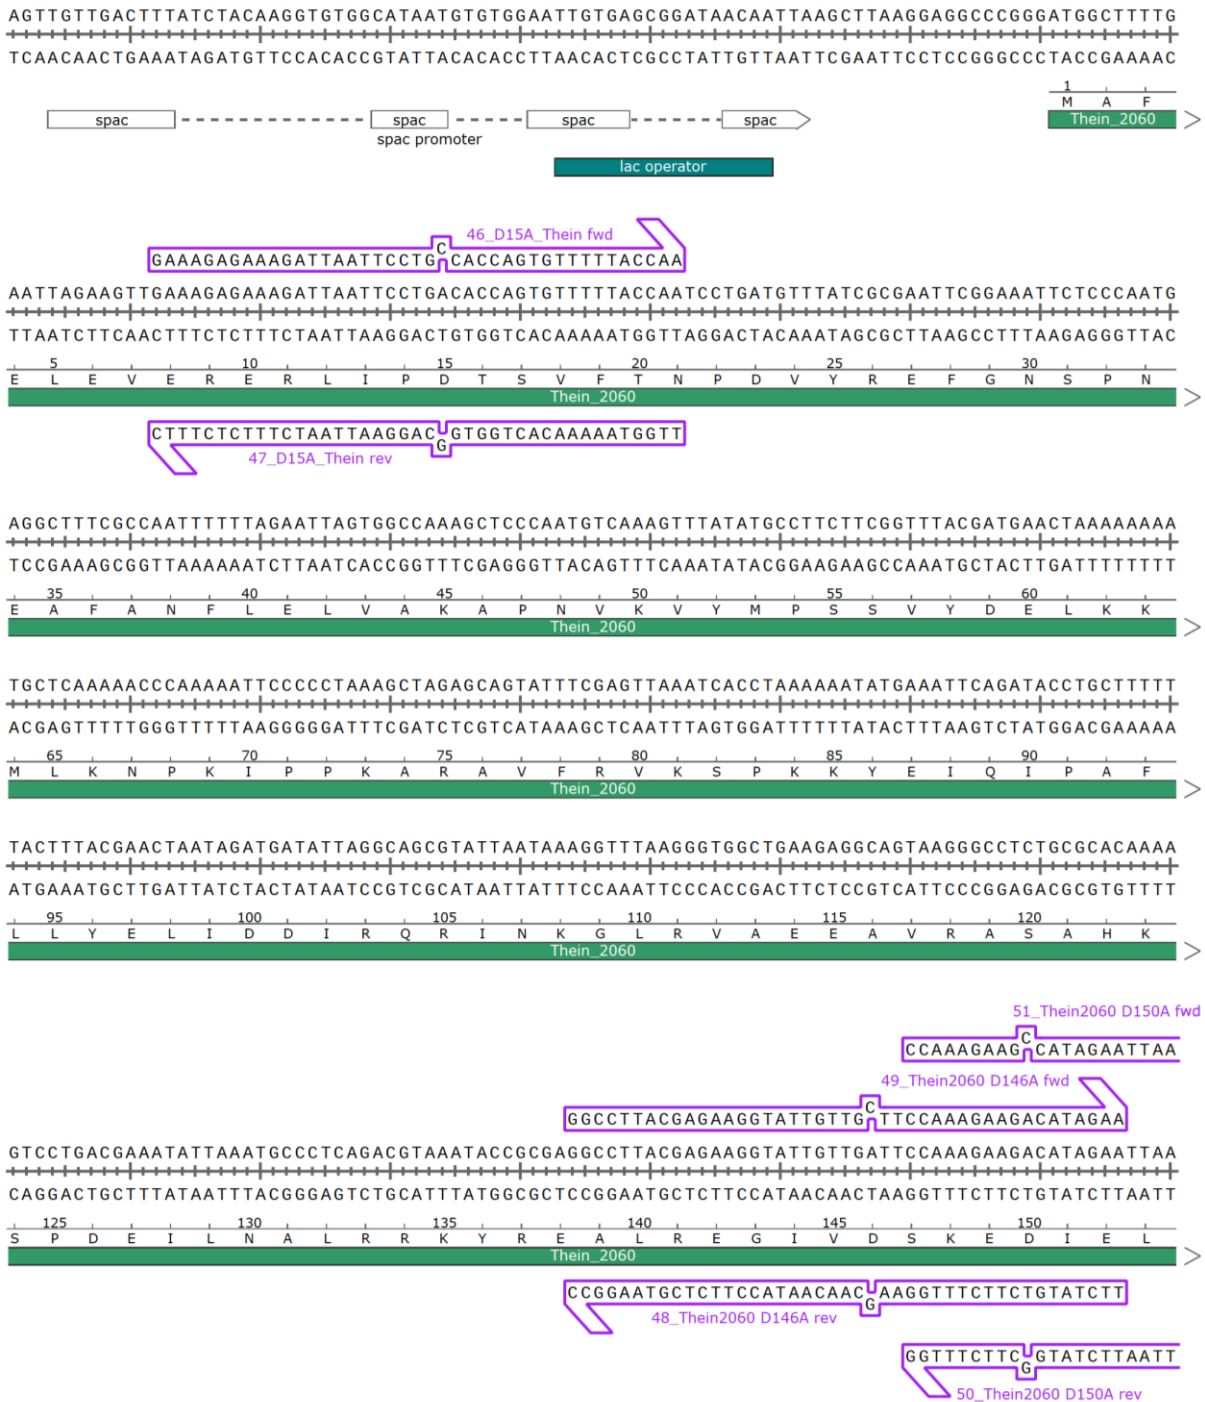 AGTTGTTGACTTTATCTACAAGGTGTGGCATAATGTGTGGAATTGTGAGCGGATAACAATTAAGCTTAAGGAGGCCCGGGATGGCTTTTG
TCAACAACTGAAATAGATGTTCCACACCGTATTACACACCTTAACACTCGCCTATTGTTAATTCGAATTCCTCCGGGCCCTACCGAAAAC
1
M A F
spac spac spac spac Thein_2060
spac promoter
lac operator
46_D15A_Thein fwd
C
GAAAGAGAAAGATTAATTCCTG CACCAGTGTTTTTACCAA
AATTAGAAGTTGAAAGAGAAAGATTAATTCCTGACACCAGTGTTTTTACCAATCCTGATGTTTATCGCGAATTCGGAAATTCTCCCAATG
TTAATCTTCAACTTTCTCTTTCTAATTAAGGACTGTGGTCACAAAAATGGTTAGGACTACAAATAGCGCTTAAGCCTTTAAGAGGGTTAC
5 10 15 20 25 30
E L E V E R E R L I P D T S V F T N P D V Y R E F G N S P N
Thein_2060
CTTTCTCTTTCTAATTAAGGAC GTGGTCACAAAAATGGTT
G
47_D15A_Thein rev
AGGCTTTCGCCAATTTTTTAGAATTAGTGGCCAAAGCTCCCAATGTCAAAGTTTATATGCCTTCTTCGGTTTACGATGAACTAAAAAAAA
TCCGAAAGCGGTTAAAAAATCTTAATCACCGGTTTCGAGGGTTACAGTTTCAAATATACGGAAGAAGCCAAATGCTACTTGATTTTTTTT
35 40 45 50 55 60
E A F A N F L E L V A K A P N V K V Y M P S S V Y D E L K K
Thein_2060
TGCTCAAAAACCCAAAAATTCCCCCTAAAGCTAGAGCAGTATTTCGAGTTAAATCACCTAAAAAATATGAAATTCAGATACCTGCTTTTT
ACGAGTTTTTGGGTTTTTAAGGGGGATTTCGATCTCGTCATAAAGCTCAATTTAGTGGATTTTTTATACTTTAAGTCTATGGACGAAAAA
65 70 75 80 85 90
M L K N P K I P P K A R A V F R V K S P K K Y E I Q I P A F
Thein_2060
TACTTTACGAACTAATAGATGATATTAGGCAGCGTATTAATAAAGGTTTAAGGGTGGCTGAAGAGGCAGTAAGGGCCTCTGCGCACAAAA
ATGAAATGCTTGATTATCTACTATAATCCGTCGCATAATTATTTCCAAATTCCCACCGACTTCTCCGTCATTCCCGGAGACGCGTGTTTT
95 100 105 110 115 120
L L Y E L I D D I R Q R I N K G L R V A E E A V R A S A H K
Thein_2060
51_Thein2060 D150A fwd
C
CCAAAGAAG CATAGAATTAA
49_Thein2060 D146A fwd
C
GGCCTTACGAGAAGGTATTGTTG TTCCAAAGAAGACATAGAA
GTCCTGACGAAATATTAAATGCCCTCAGACGTAAATACCGCGAGGCCTTACGAGAAGGTATTGTTGATTCCAAAGAAGACATAGAATTAA
CAGGACTGCTTTATAATTTACGGGAGTCTGCATTTATGGCGCTCCGGAATGCTCTTCCATAACAACTAAGGTTTCTTCTGTATCTTAATT
125 130 135 140 145 150
S P D E I L N A L R R K Y R E A L R E G I V D S K E D I E L
Thein_2060
CCGGAATGCTCTTCCATAACAAC AAGGTTTCTTCTGTATCTT
G
48_Thein2060 D146A rev
GGTTTCTTC GTATCTTAATT
G
50_Thein2060 D150A rev